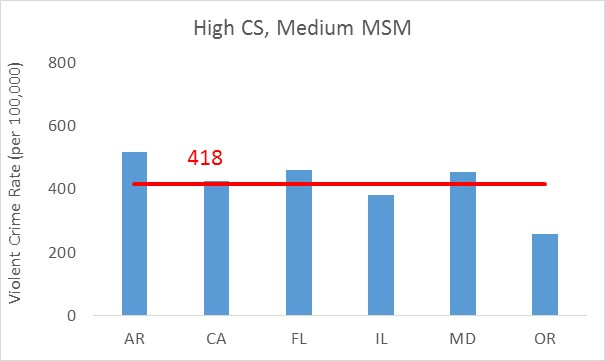 High CS, Medium MSM
Violent Crime Rate (per 100,000)
800
600
400
200
0
418
AR CA FL IL MD OR